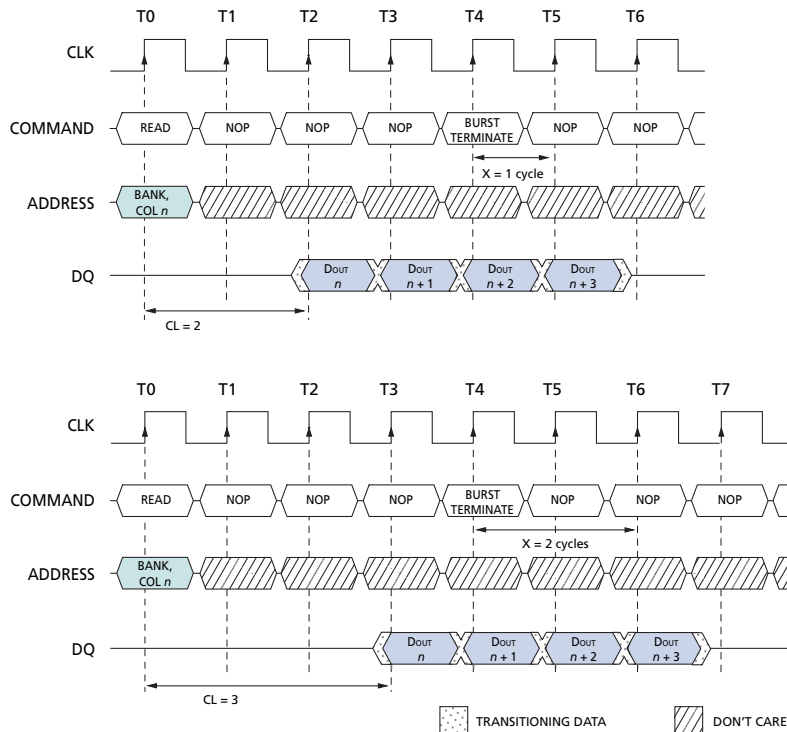 T0 T1 T2 T3 T4 T5 T6
CLK
COMMAND READ NOP NOP NOP BURST TERMINATE NOP NOP
X = 1 cycle
ADDRESS BANK, COL n
DQ DOUT n DOUT n + 1 DOUT n + 2 DOUT n + 3
CL = 2
T0 T1 T2 T3 T4 T5 T6 T7
CLK
COMMAND READ NOP NOP NOP BURST TERMINATE NOP NOP NOP
X = 2 cycles
ADDRESS BANK, COL n
DQ DOUT n DOUT n + 1 DOUT n + 2 DOUT n + 3
CL = 3
TRANSITIONING DATA DON'T CARE